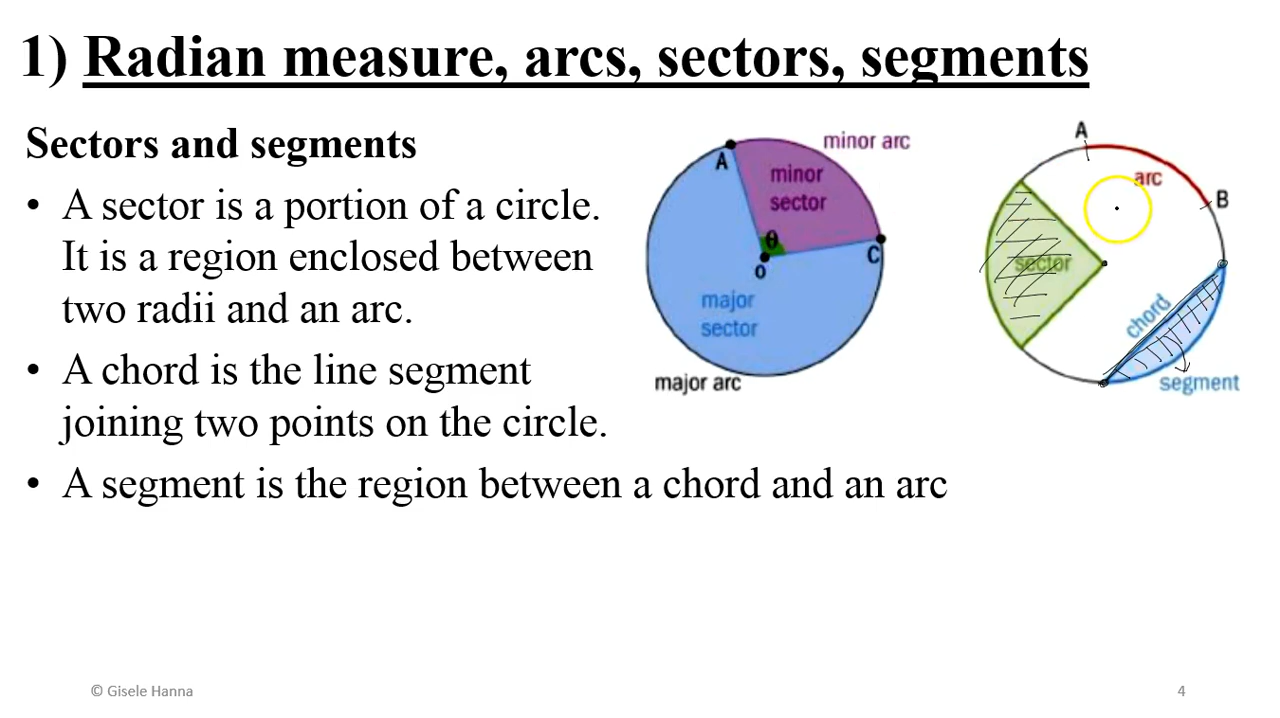 1) Radian measure, arcs, sectors, segments
Sectors and segments
• A sector is a portion of a circle.
It is a region enclosed between
two radii and an arc.
• A chord is the line segment
joining two points on the circle.
• A segment is the region between a chord and an arc
minor arc
A
minor
sector
θ
o
C
major
sector
major arc
A
arc
B
sector
chord
segment
© Gisele Hanna
4